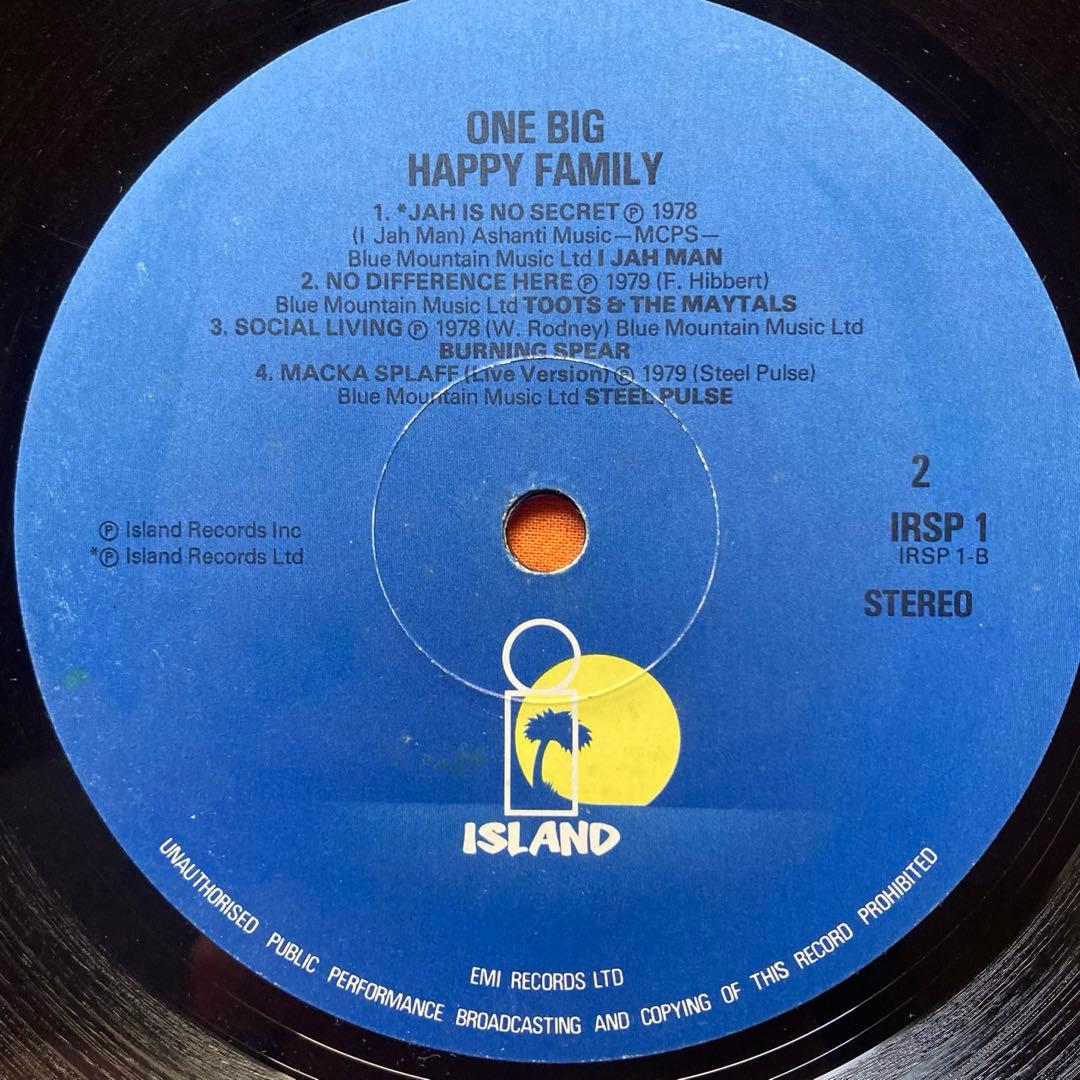 ONE BIG
HAPPY FAMILY
1. *JAH IS NO SECRET ℗ 1978
(I Jah Man) Ashanti Music—MCPS—
Blue Mountain Music Ltd I JAH MAN
2. NO DIFFERENCE HERE ℗ 1979 (F. Hibbert)
Blue Mountain Music Ltd TOOTS & THE MAYTALS
3. SOCIAL LIVING ℗ 1978 (W. Rodney) Blue Mountain Music Ltd
BURNING SPEAR
4. MACKA SPLAFF (Live Version) ℗ 1979 (Steel Pulse)
Blue Mountain Music Ltd STEEL PULSE
2
℗ Island Records Inc
*℗ Island Records Ltd
IRSP 1
IRSP 1-B
STEREO
ISLAND
EMI RECORDS LTD
UNAUTHORISED PUBLIC PERFORMANCE BROADCASTING AND COPYING OF THIS RECORD PROHIBITED